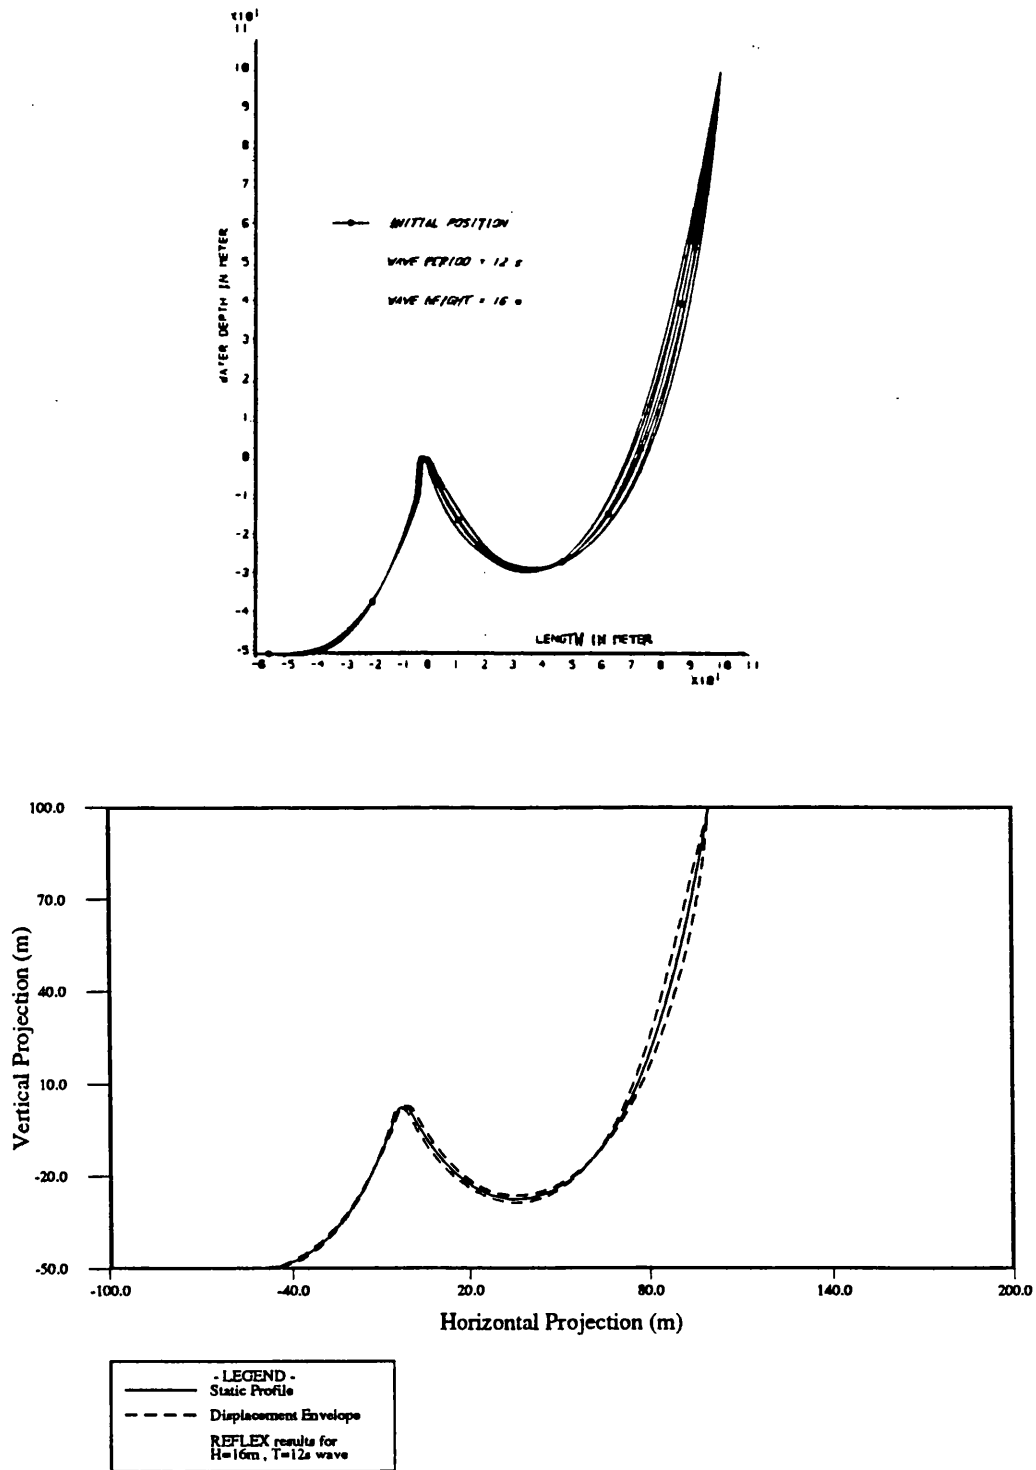 x10¹
11
10
9
8
7
6
5
4
3
2
1
0
-1
-2
-3
-4
-5
WATER DEPTH IN METER
INITIAL POSITION
WAVE PERIOD = 12 s
WAVE HEIGHT = 16 m
LENGTH IN METER
-6 -5 -4 -3 -2 -1 0 1 2 3 4 5 6 7 8 9 10 11
x10¹
100.0
70.0
40.0
10.0
-20.0
-50.0
Vertical Projection (m)
-100.0 -40.0 20.0 80.0 140.0 200.0
Horizontal Projection (m)
- LEGEND -
Static Profile
Displacement Envelope
REFLEX results for
H=16m , T=12s wave